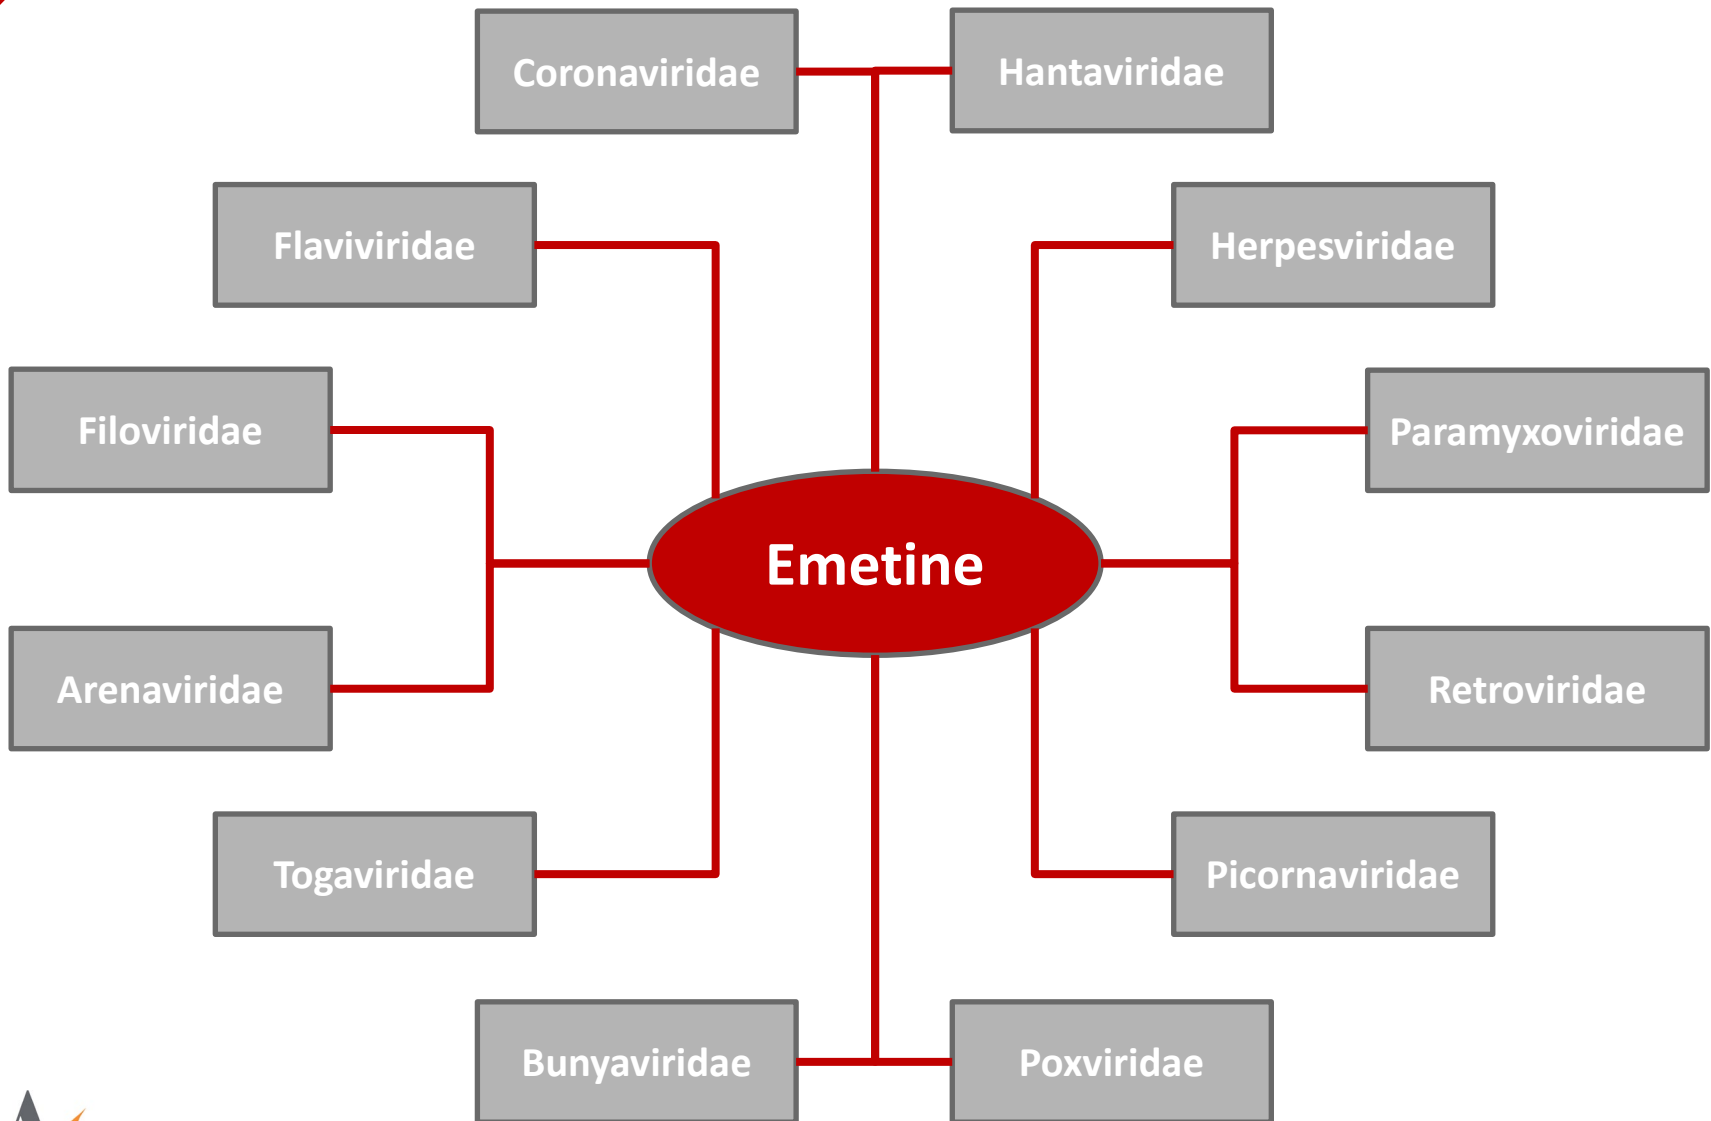 Coronaviridae
Hantaviridae
Flaviviridae
Herpesviridae
Filoviridae
Paramyxoviridae
Emetine
Arenaviridae
Retroviridae
Togaviridae
Picornaviridae
Bunyaviridae
Poxviridae